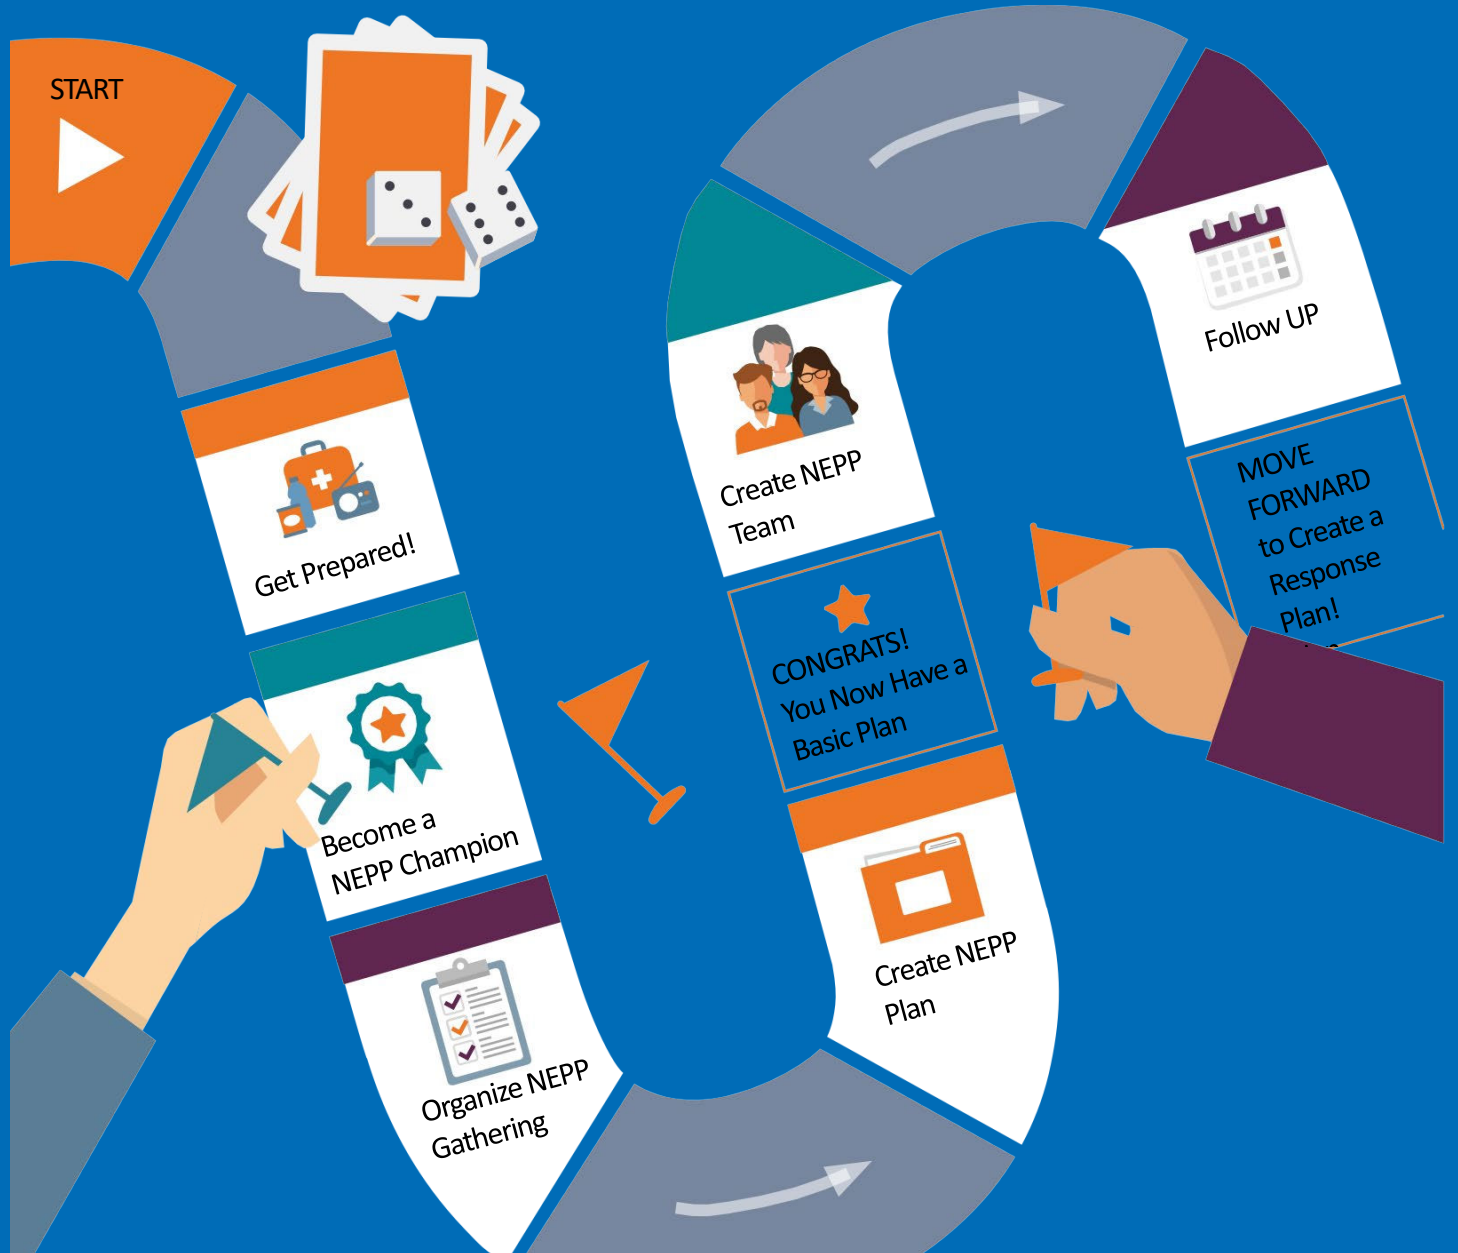 START
Get Prepared!
Become a
NEPP Champion
Organize NEPP
Gathering
Create NEPP
Plan
CONGRATS!
You Now Have a
Basic Plan
Create NEPP
Team
Follow UP
MOVE
FORWARD
to Create a
Response
Plan!